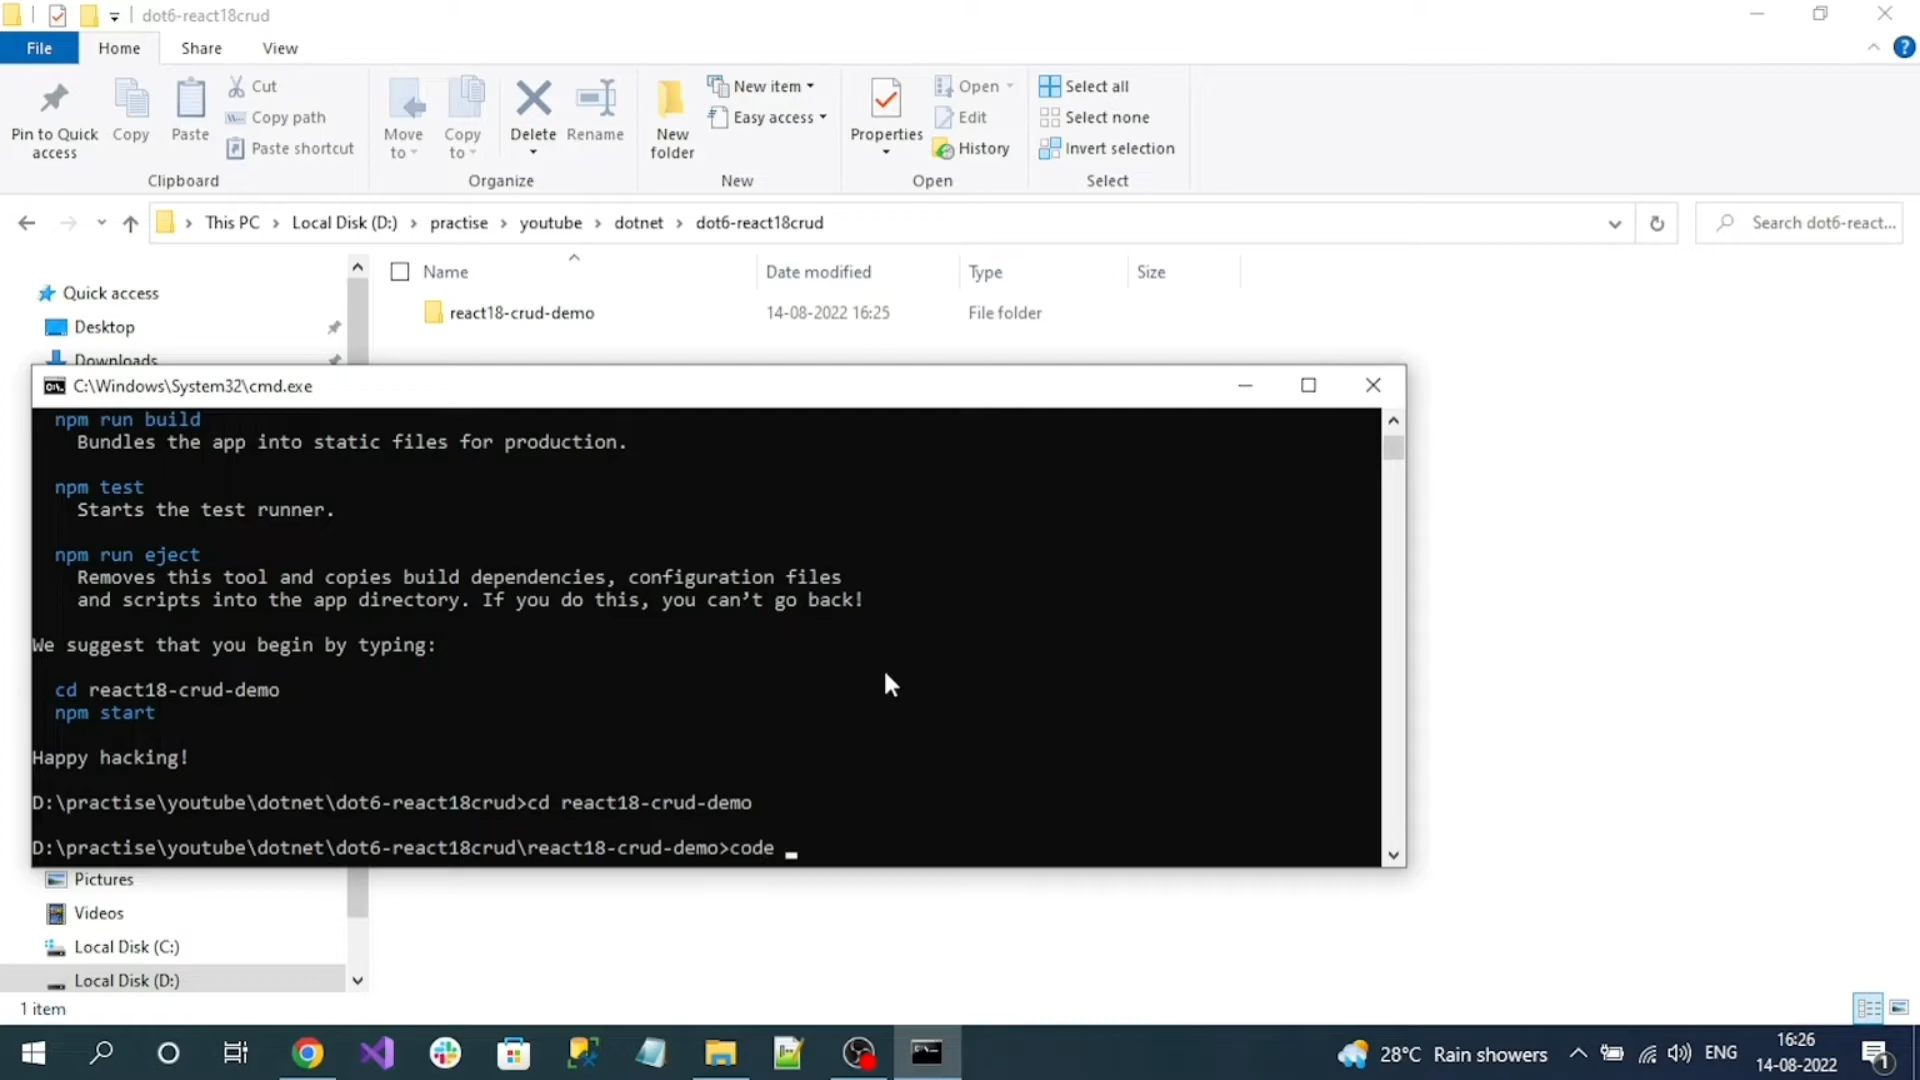 dot6-react18crud
File Home Share View
Pin to Quick access
Copy
Paste
Cut
Copy path
Paste shortcut
Clipboard
Move to
Copy to
Delete
Rename
Organize
New folder
New item
Easy access
New
Properties
Open
Edit
History
Open
Select all
Select none
Invert selection
Select
This PC › Local Disk (D:) › practise › youtube › dotnet › dot6-react18crud
Search dot6-react...
Name Date modified Type Size
react18-crud-demo 14-08-2022 16:25 File folder
Quick access
Desktop
Downloads
C:\Windows\System32\cmd.exe
npm run build
Bundles the app into static files for production.
npm test
Starts the test runner.
npm run eject
Removes this tool and copies build dependencies, configuration files
and scripts into the app directory. If you do this, you can’t go back!
We suggest that you begin by typing:
cd react18-crud-demo
npm start
Happy hacking!
D:\practise\youtube\dotnet\dot6-react18crud>cd react18-crud-demo
D:\practise\youtube\dotnet\dot6-react18crud\react18-crud-demo>code _
Pictures
Videos
Local Disk (C:)
Local Disk (D:)
1 item
28°C Rain showers
ENG
16:26
14-08-2022
1